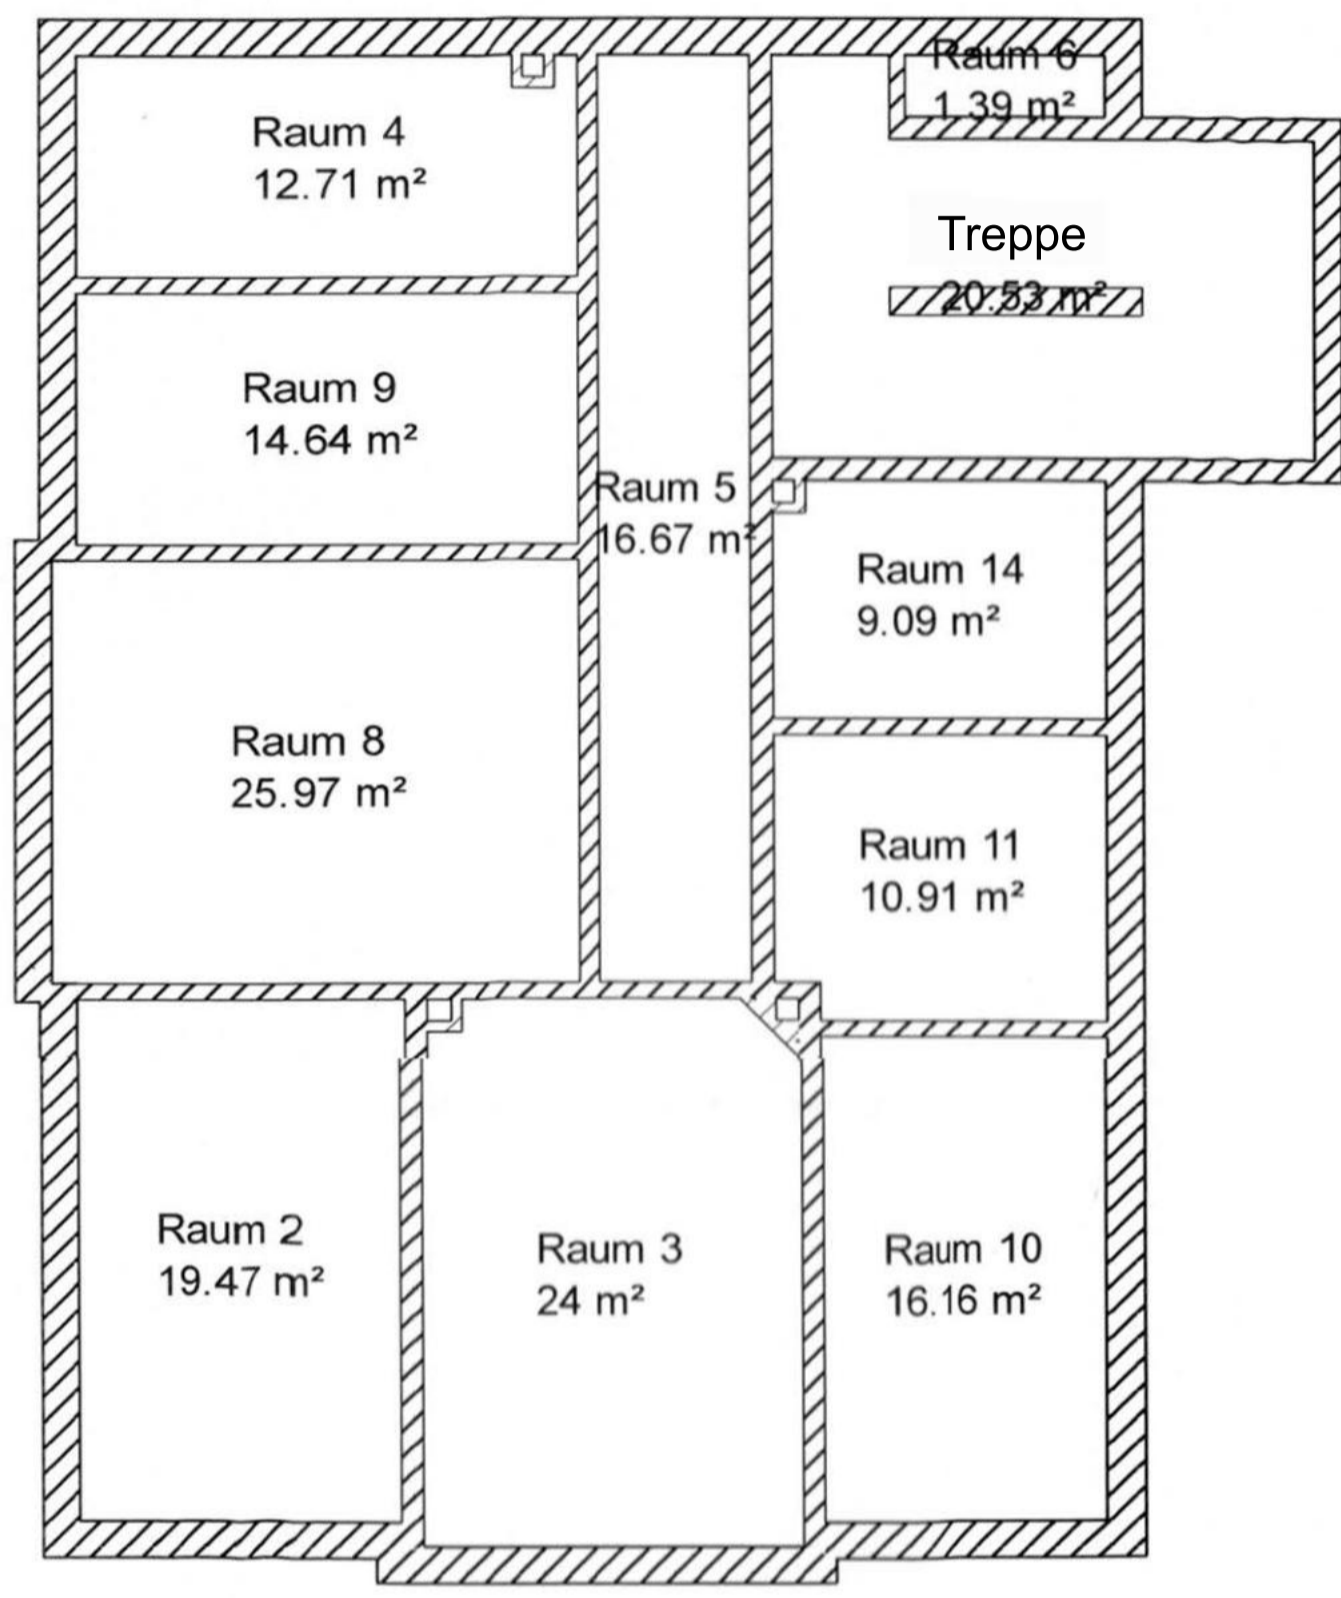 Raum 6
1.39 m²
Raum 4
12.71 m²
Treppe
20.53 m²
Raum 9
14.64 m²
Raum 5
16.67 m²
Raum 14
9.09 m²
Raum 8
25.97 m²
Raum 11
10.91 m²
Raum 2
19.47 m²
Raum 3
24 m²
Raum 10
16.16 m²